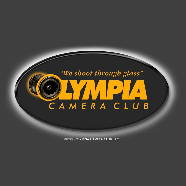 "We shoot through glass"
OLYMPIA
CAMERA CLUB